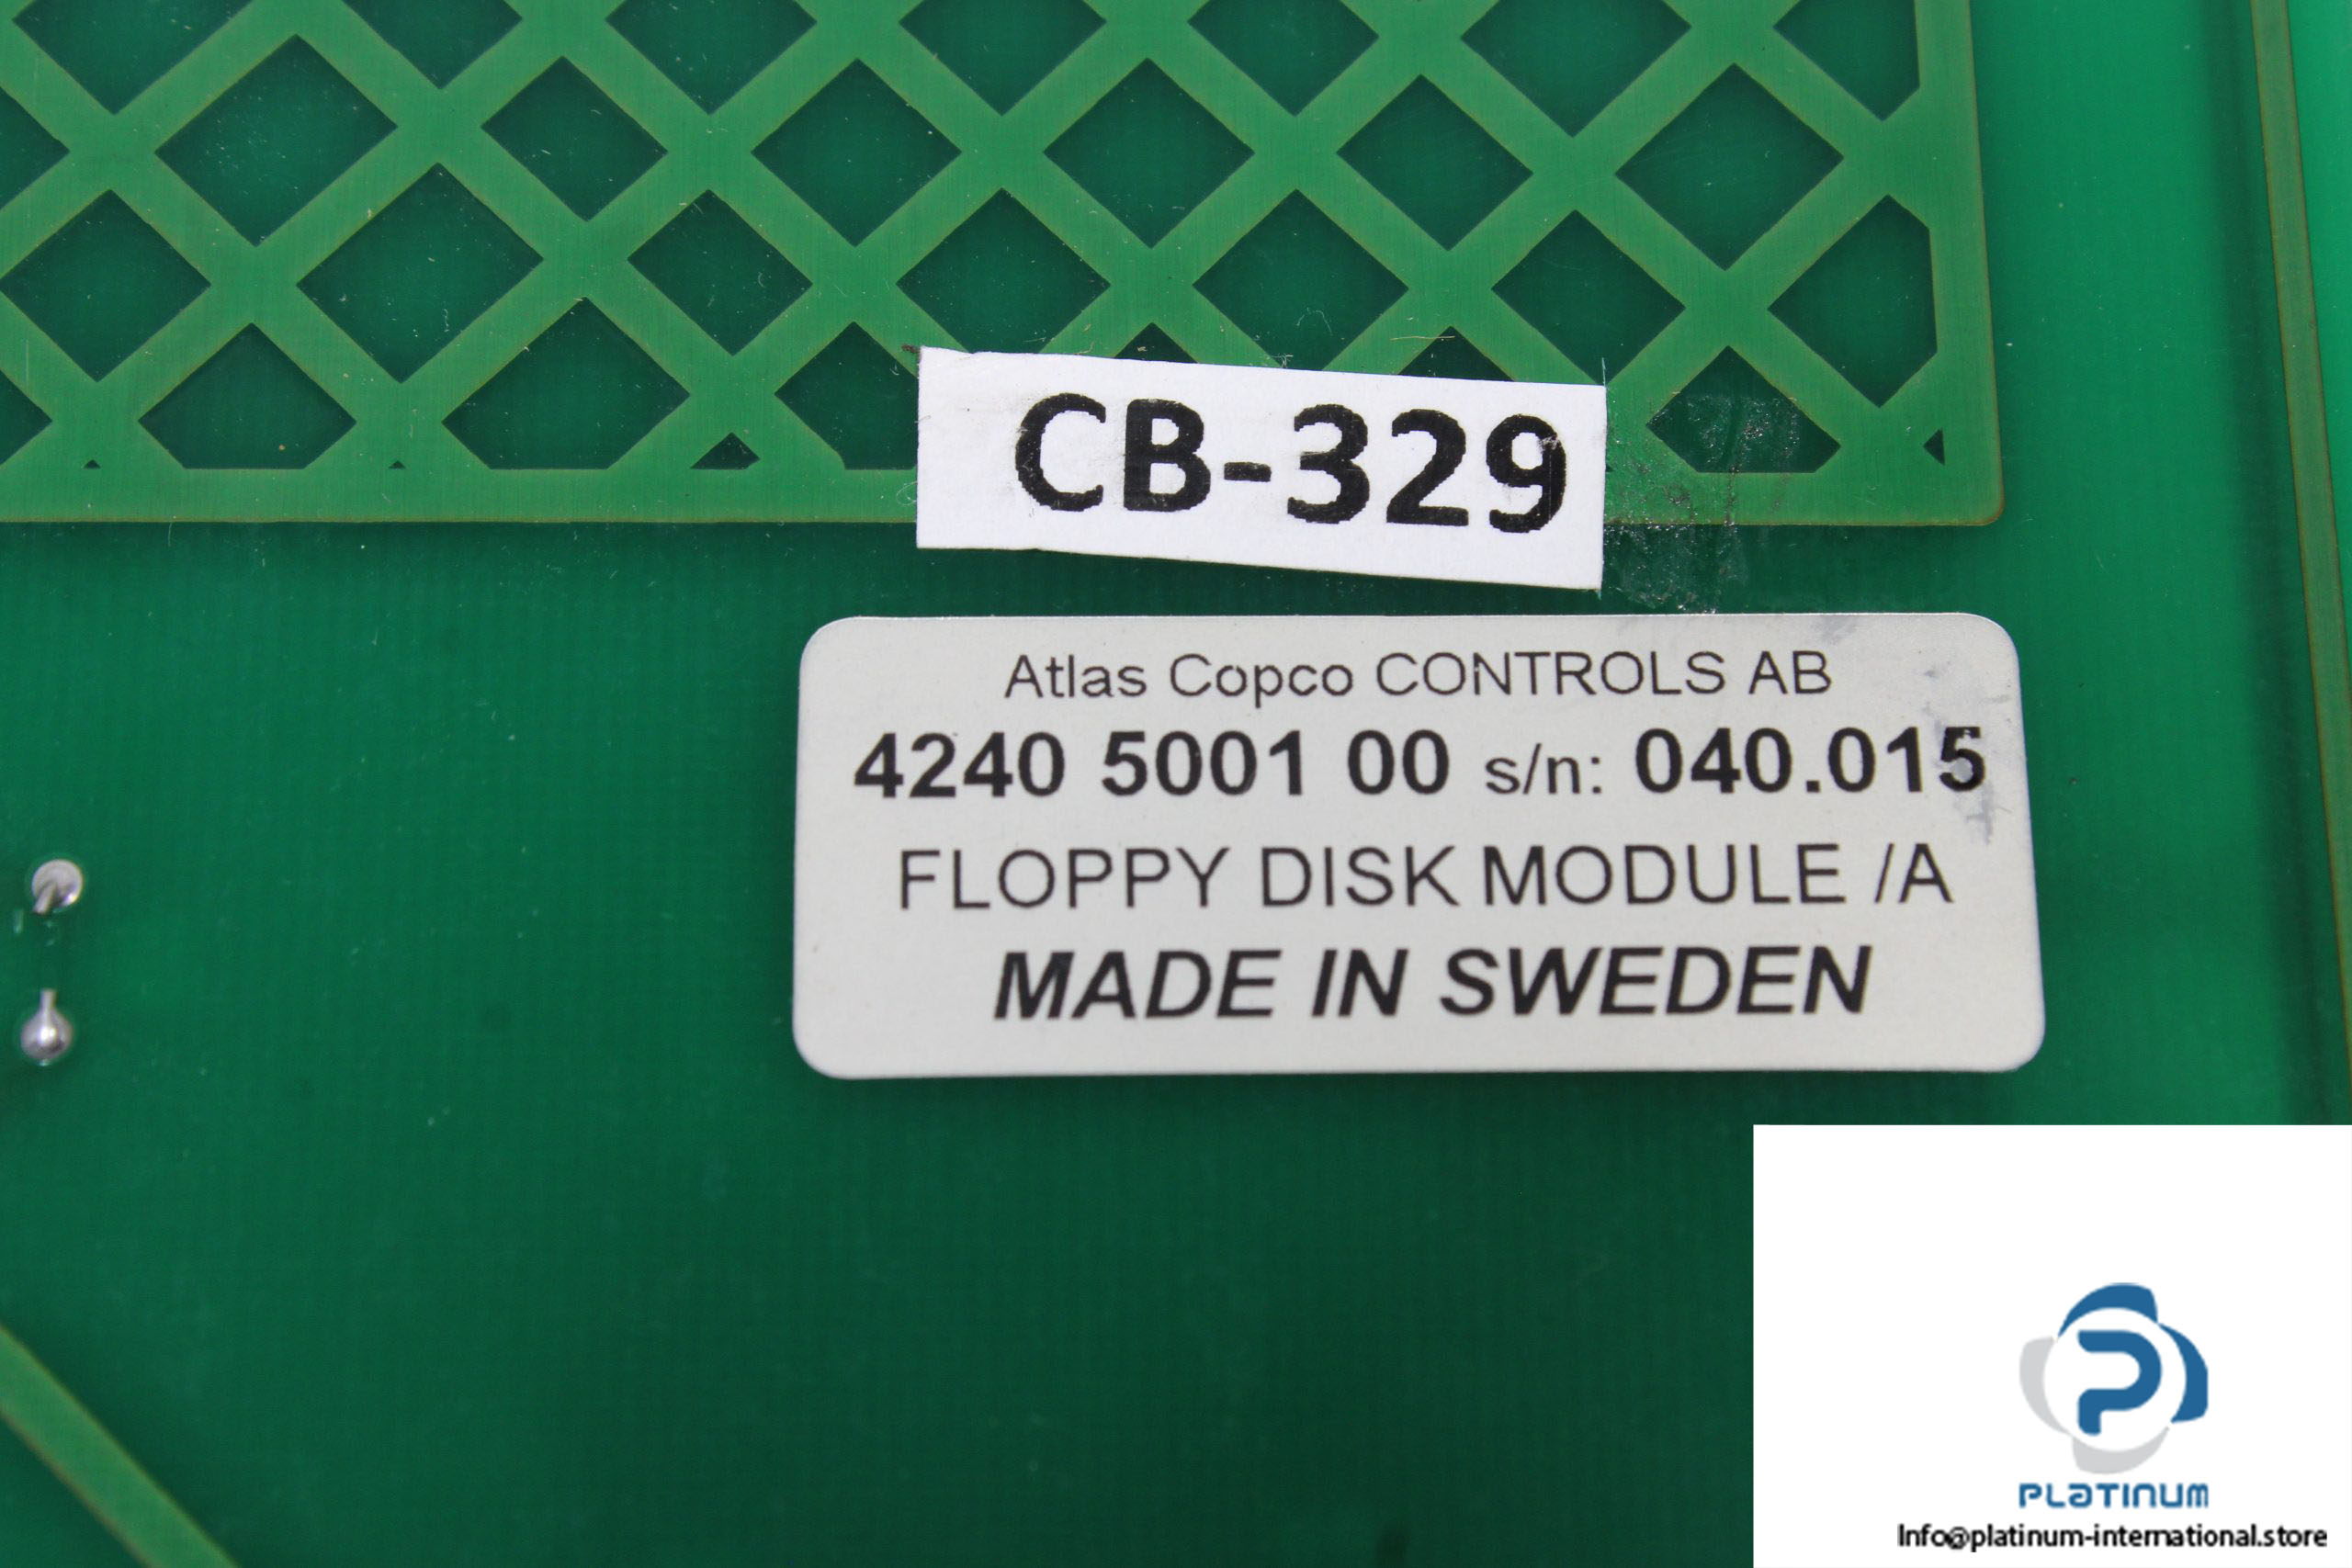 CB-329
Atlas Copco CONTROLS AB
4240 5001 00 s/n: 040.015
FLOPPY DISK MODULE /A
MADE IN SWEDEN
PLATINUM
Info@platinum-international.store